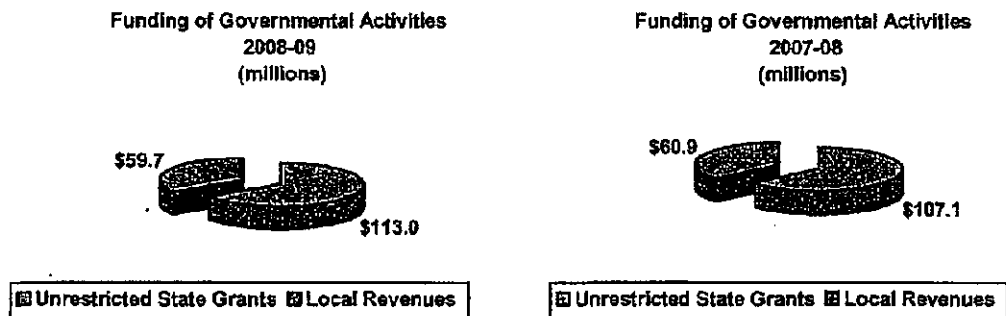 Funding of Governmental Activities
2008-09
(millions)
$59.7
$113.0
Unrestricted State Grants Local Revenues
Funding of Governmental Activities
2007-08
(millions)
$60.9
$107.1
Unrestricted State Grants Local Revenues